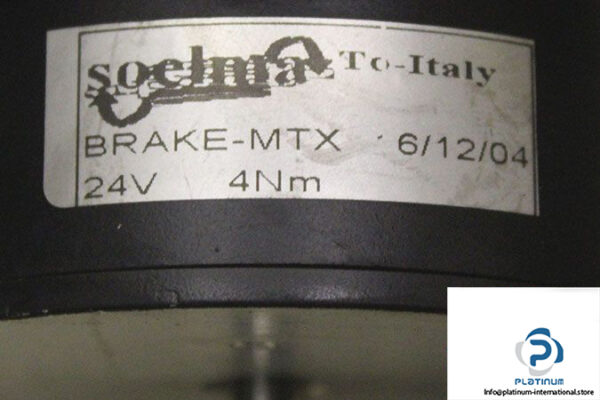 soelma To-Italy
BRAKE-MTX 6/12/04
24V 4Nm
PLATINUM
Info@platinum-international.store